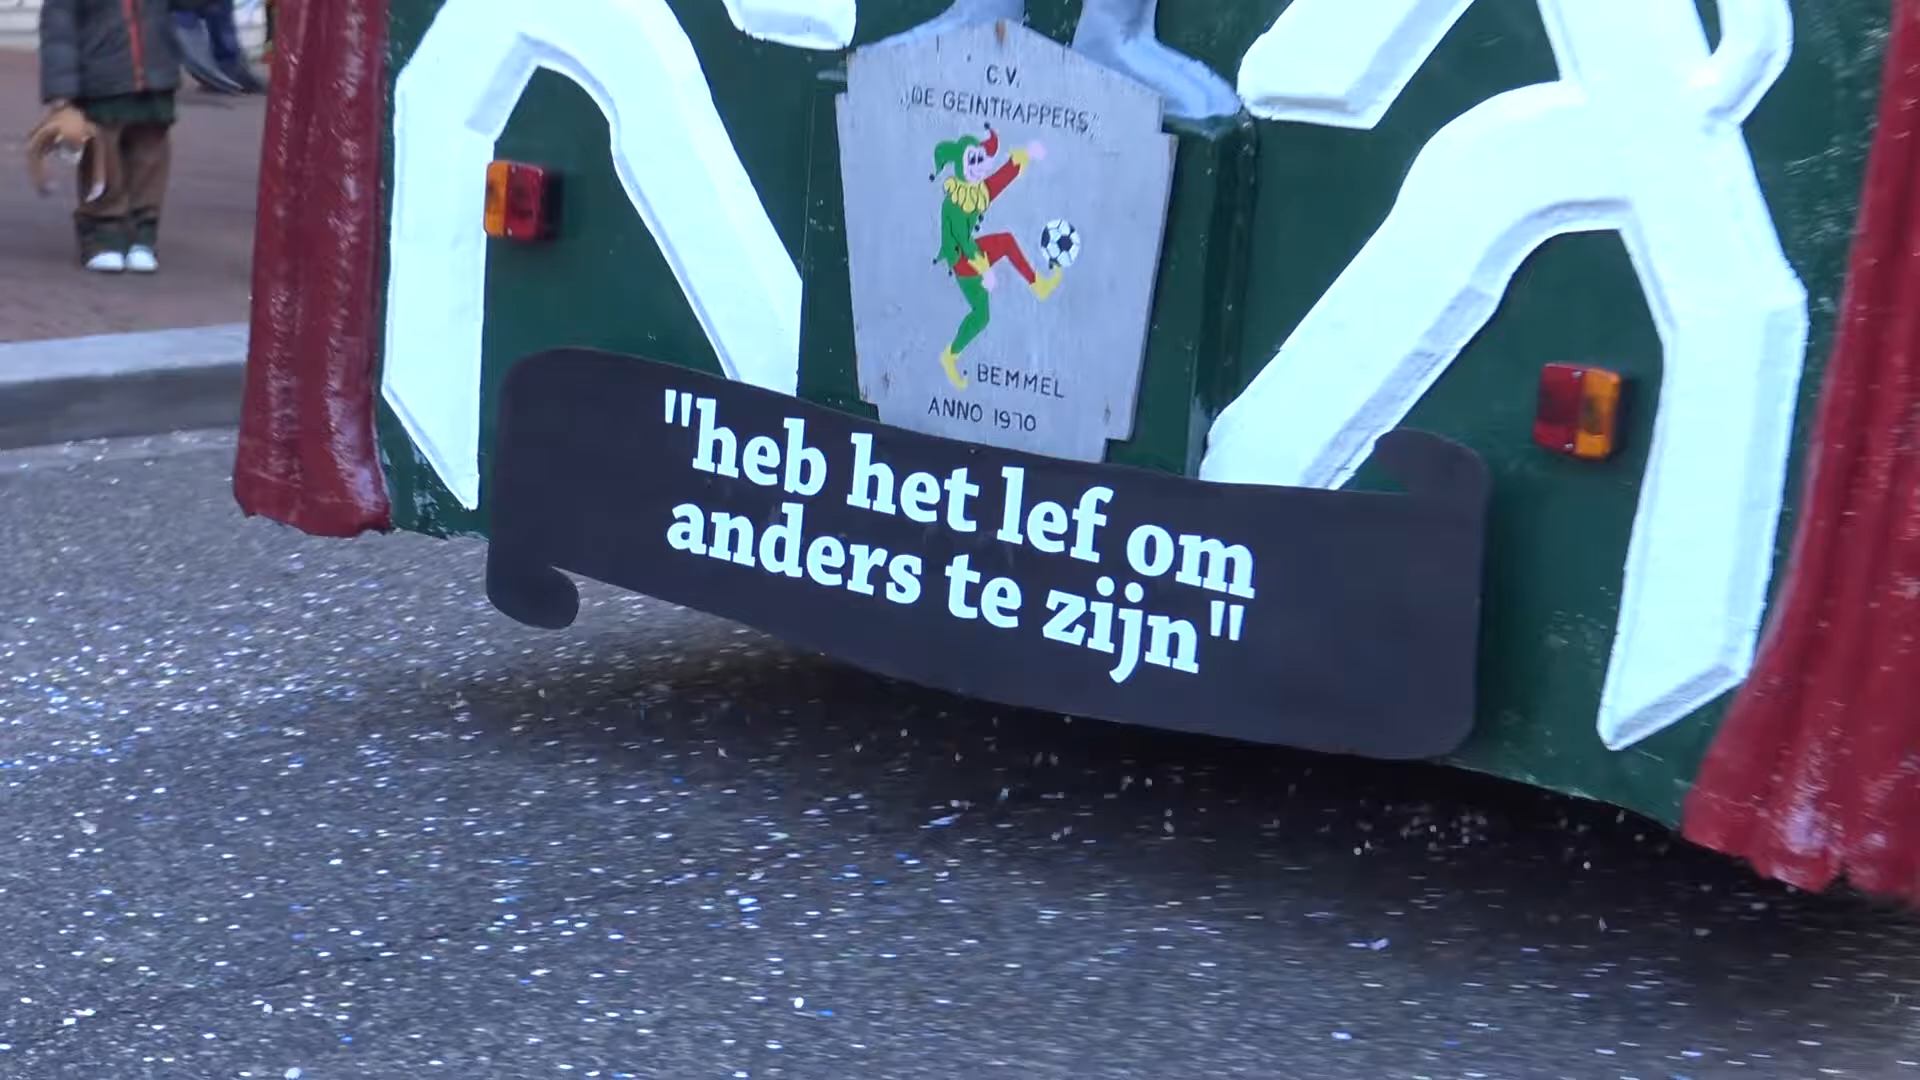 C.V.
„DE GEINTRAPPERS”
BEMMEL
ANNO 1970
"heb het lef om
anders te zijn"